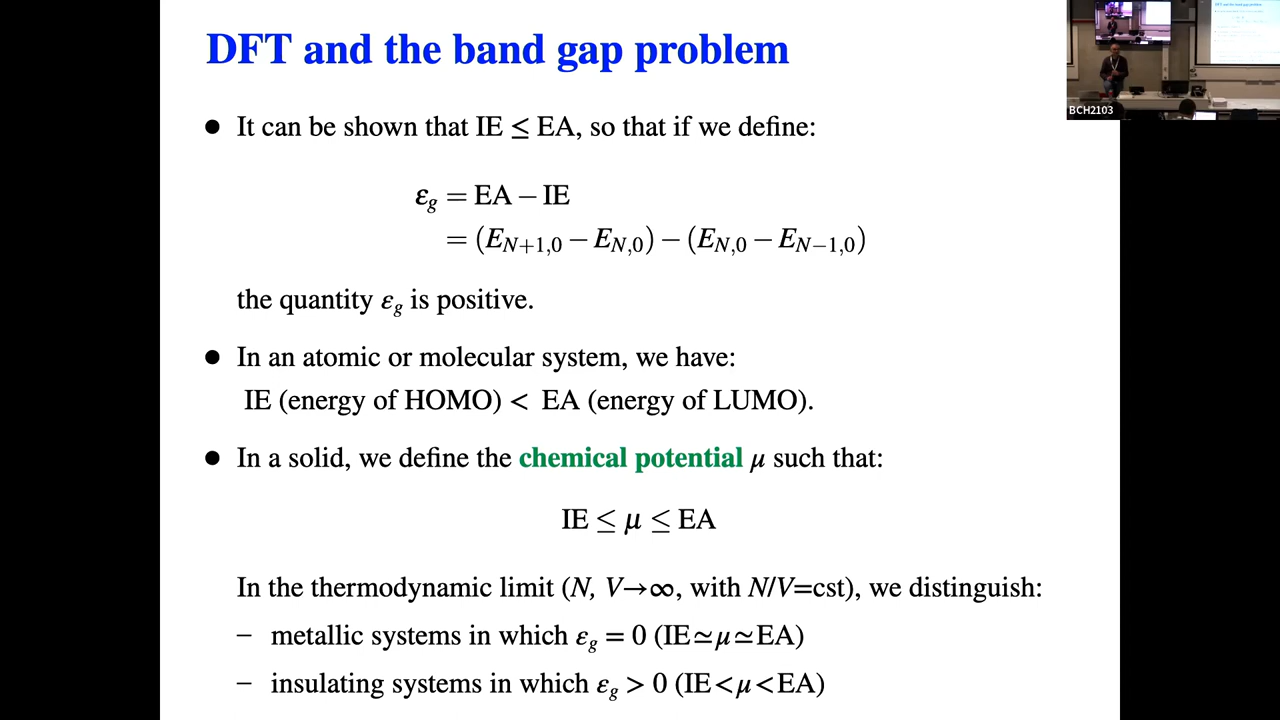 DFT and the band gap problem
● It can be shown that IE ≤ EA, so that if we define:
ε_g = EA − IE
= (E_{N+1,0} − E_{N,0}) − (E_{N,0} − E_{N−1,0})
the quantity ε_g is positive.
● In an atomic or molecular system, we have:
IE (energy of HOMO) < EA (energy of LUMO).
● In a solid, we define the chemical potential μ such that:
IE ≤ μ ≤ EA
In the thermodynamic limit (N, V→∞, with N/V=cst), we distinguish:
− metallic systems in which ε_g = 0 (IE≃μ≃EA)
− insulating systems in which ε_g > 0 (IE<μ<EA)
BCH2103